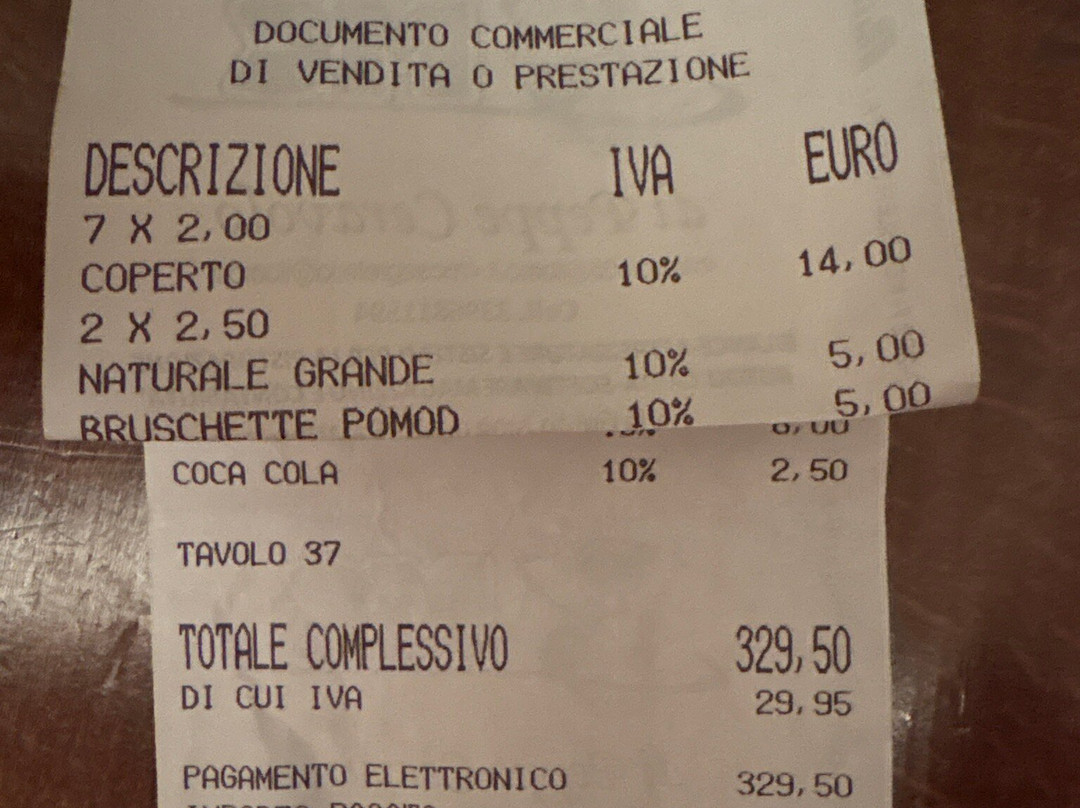 DOCUMENTO COMMERCIALE
DI VENDITA O PRESTAZIONE
DESCRIZIONE IVA EURO
7 X 2,00
COPERTO 10% 14,00
2 X 2,50
NATURALE GRANDE 10% 5,00
BRUSCHETTE POMOD 10% 5,00
COCA COLA 10% 2,50
TAVOLO 37
TOTALE COMPLESSIVO 329,50
DI CUI IVA 29,95
PAGAMENTO ELETTRONICO 329,50